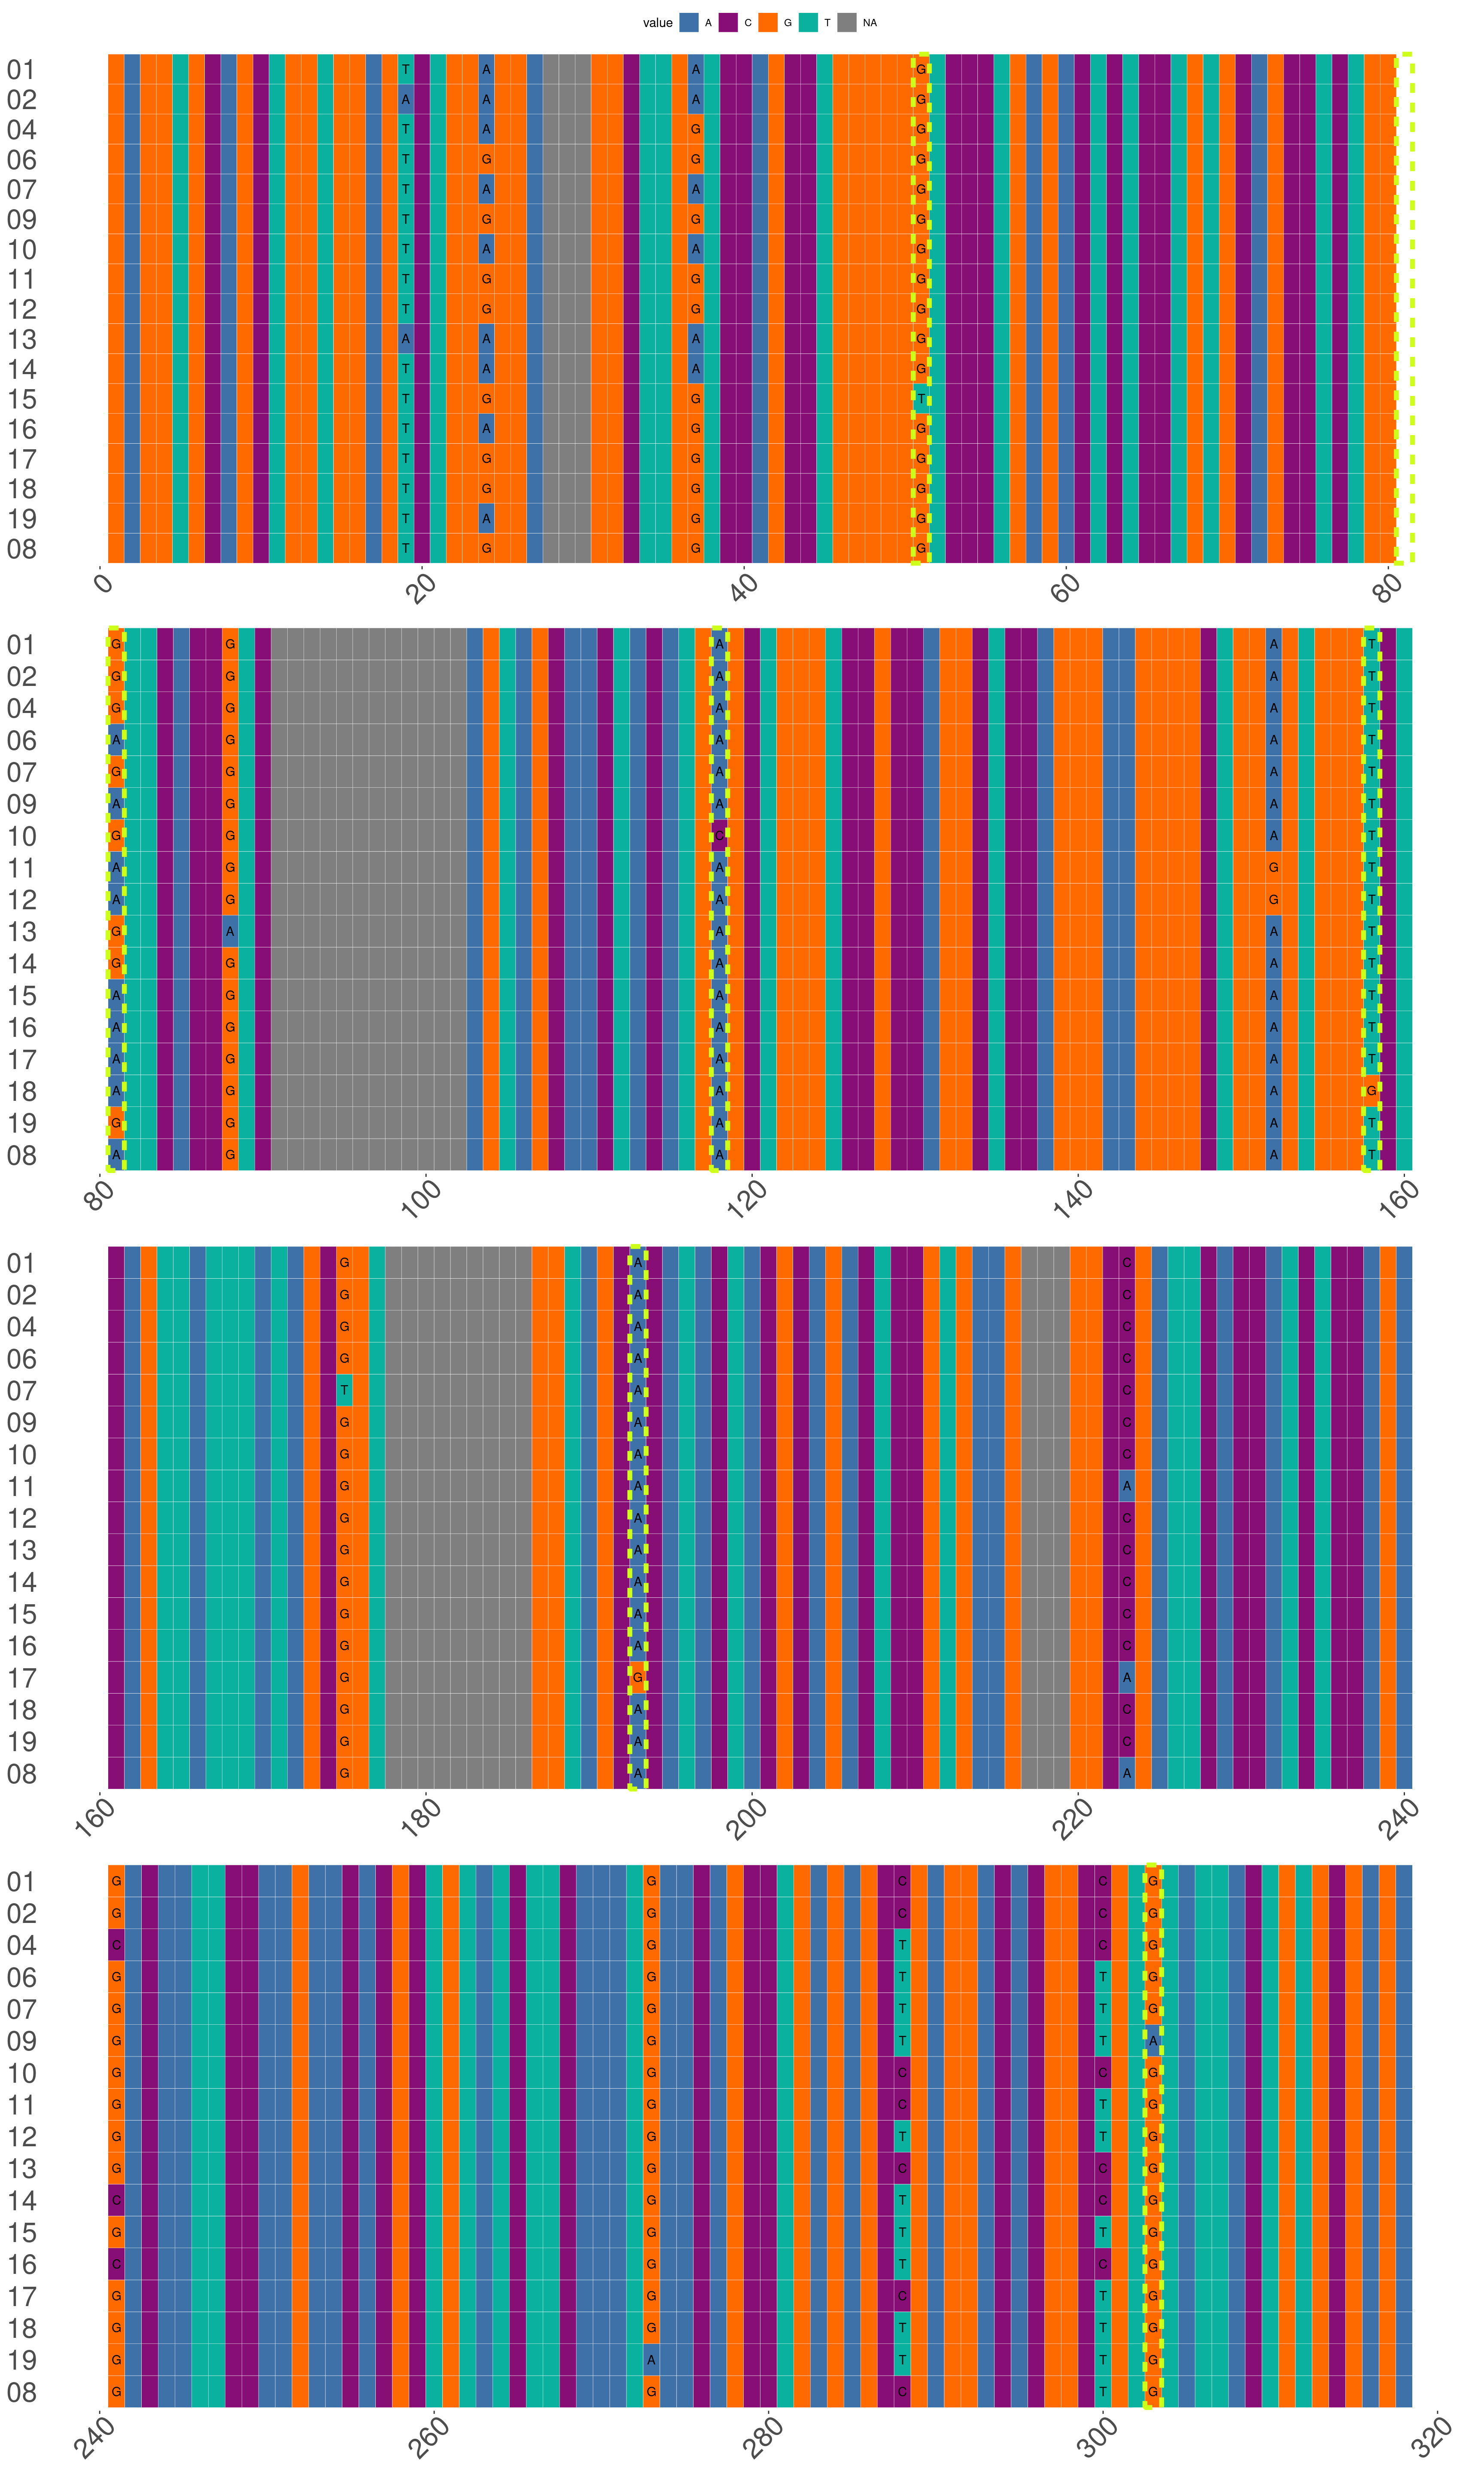 value A C G T NA
01 T A A G
02 A A A G
04 T A G G
06 T G G G
07 T A A G
09 T G G G
10 T A A G
11 T G G G
12 T G G G
13 A A A G
14 T A A G
15 T G G T
16 T A G G
17 T G G G
18 T G G G
19 T A G G
08 T G G G
0 20 40 60 80
01 G G A A T
02 G G A A T
04 G G A A T
06 A G A A T
07 G G A A T
09 A G A A T
10 G G C A T
11 A G A G T
12 A G A G T
13 G A A A T
14 G G A A T
15 A G A A T
16 A G A A T
17 A G A A T
18 A G A A G
19 G G A A T
08 A G A A T
80 100 120 140 160
01 G A C
02 G A C
04 G A C
06 G A C
07 T A C
09 G A C
10 G A C
11 G A A
12 G A C
13 G A C
14 G A C
15 G A C
16 G A C
17 G G A
18 G A C
19 G A C
08 G A A
160 180 200 220 240
01 G G C C G
02 G G C C G
04 C G T C G
06 G G T T G
07 G G T T G
09 G G T T A
10 G G C C G
11 G G C T G
12 G G T T G
13 G G C C G
14 C G T C G
15 G G T T G
16 C G T C G
17 G G C T G
18 G G T T G
19 G A T T G
08 G G C T G
240 260 280 300 320